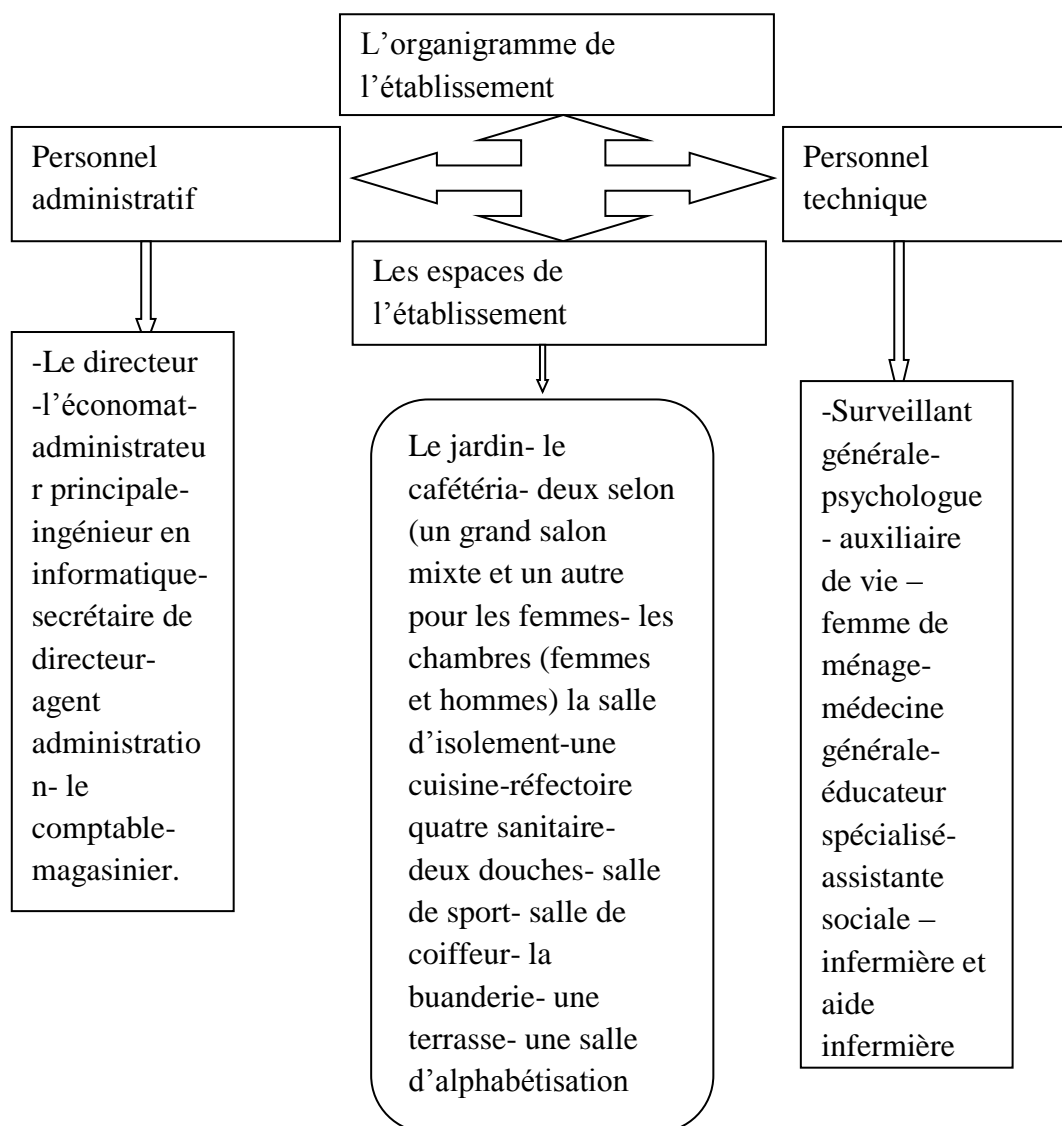 L’organigramme de
l’établissement
Personnel
administratif
Personnel
technique
Les espaces de
l’établissement
-Le directeur
-l’économat-
administrateu
r principale-
ingénieur en
informatique-
secrétaire de
directeur-
agent
administratio
n- le
comptable-
magasinier.
Le jardin- le
cafétéria- deux selon
(un grand salon
mixte et un autre
pour les femmes- les
chambres (femmes
et hommes) la salle
d’isolement-une
cuisine-réfectoire
quatre sanitaire-
deux douches- salle
de sport- salle de
coiffeur- la
buanderie- une
terrasse- une salle
d’alphabétisation
-Surveillant
générale-
psychologue
- auxiliaire
de vie –
femme de
ménage-
médecine
générale-
éducateur
spécialisé-
assistante
sociale –
infermière et
aide
infermière